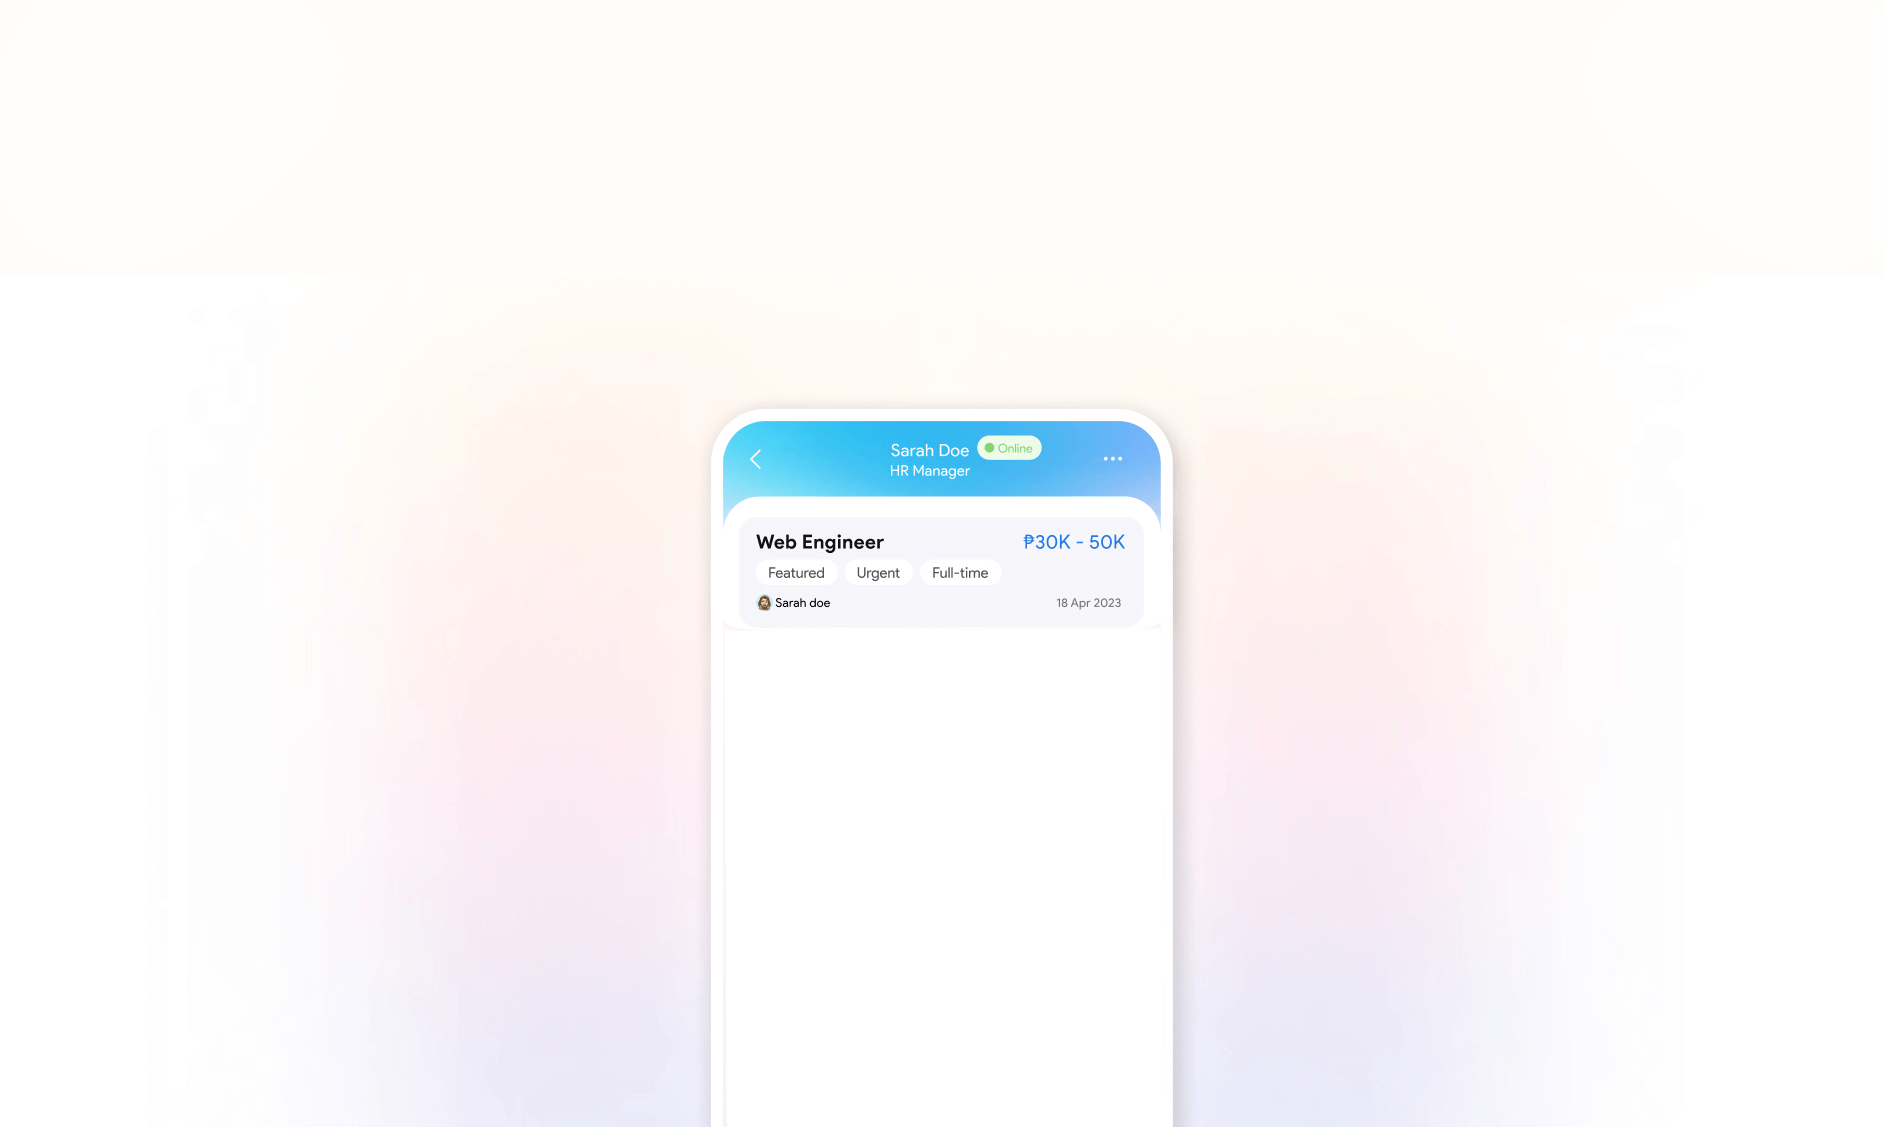 Sarah Doe Online
HR Manager
Web Engineer ₱30K - 50K
Featured Urgent Full-time
Sarah doe 18 Apr 2023